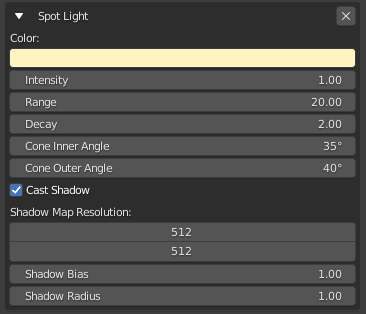 Spot Light
Color:
Intensity 1.00
Range 20.00
Decay 2.00
Cone Inner Angle 35°
Cone Outer Angle 40°
Cast Shadow
Shadow Map Resolution:
512
512
Shadow Bias 1.00
Shadow Radius 1.00